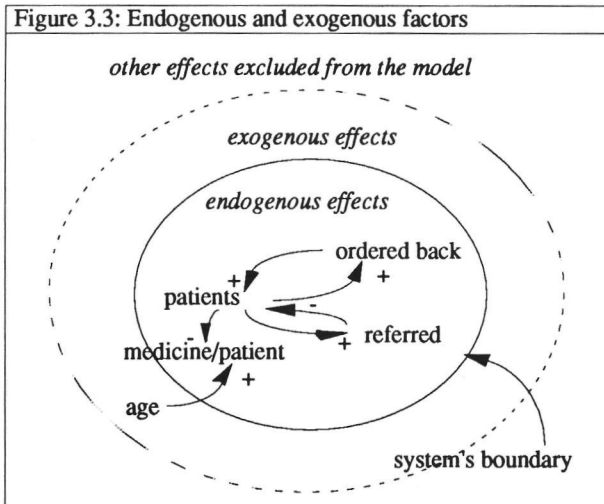 Figure 3.3: Endogenous and exogenous factors
other effects excluded from the model
exogenous effects
endogenous effects
ordered back
+
+
patients
-
referred
+
-
medicine/patient
+
age
system's boundary